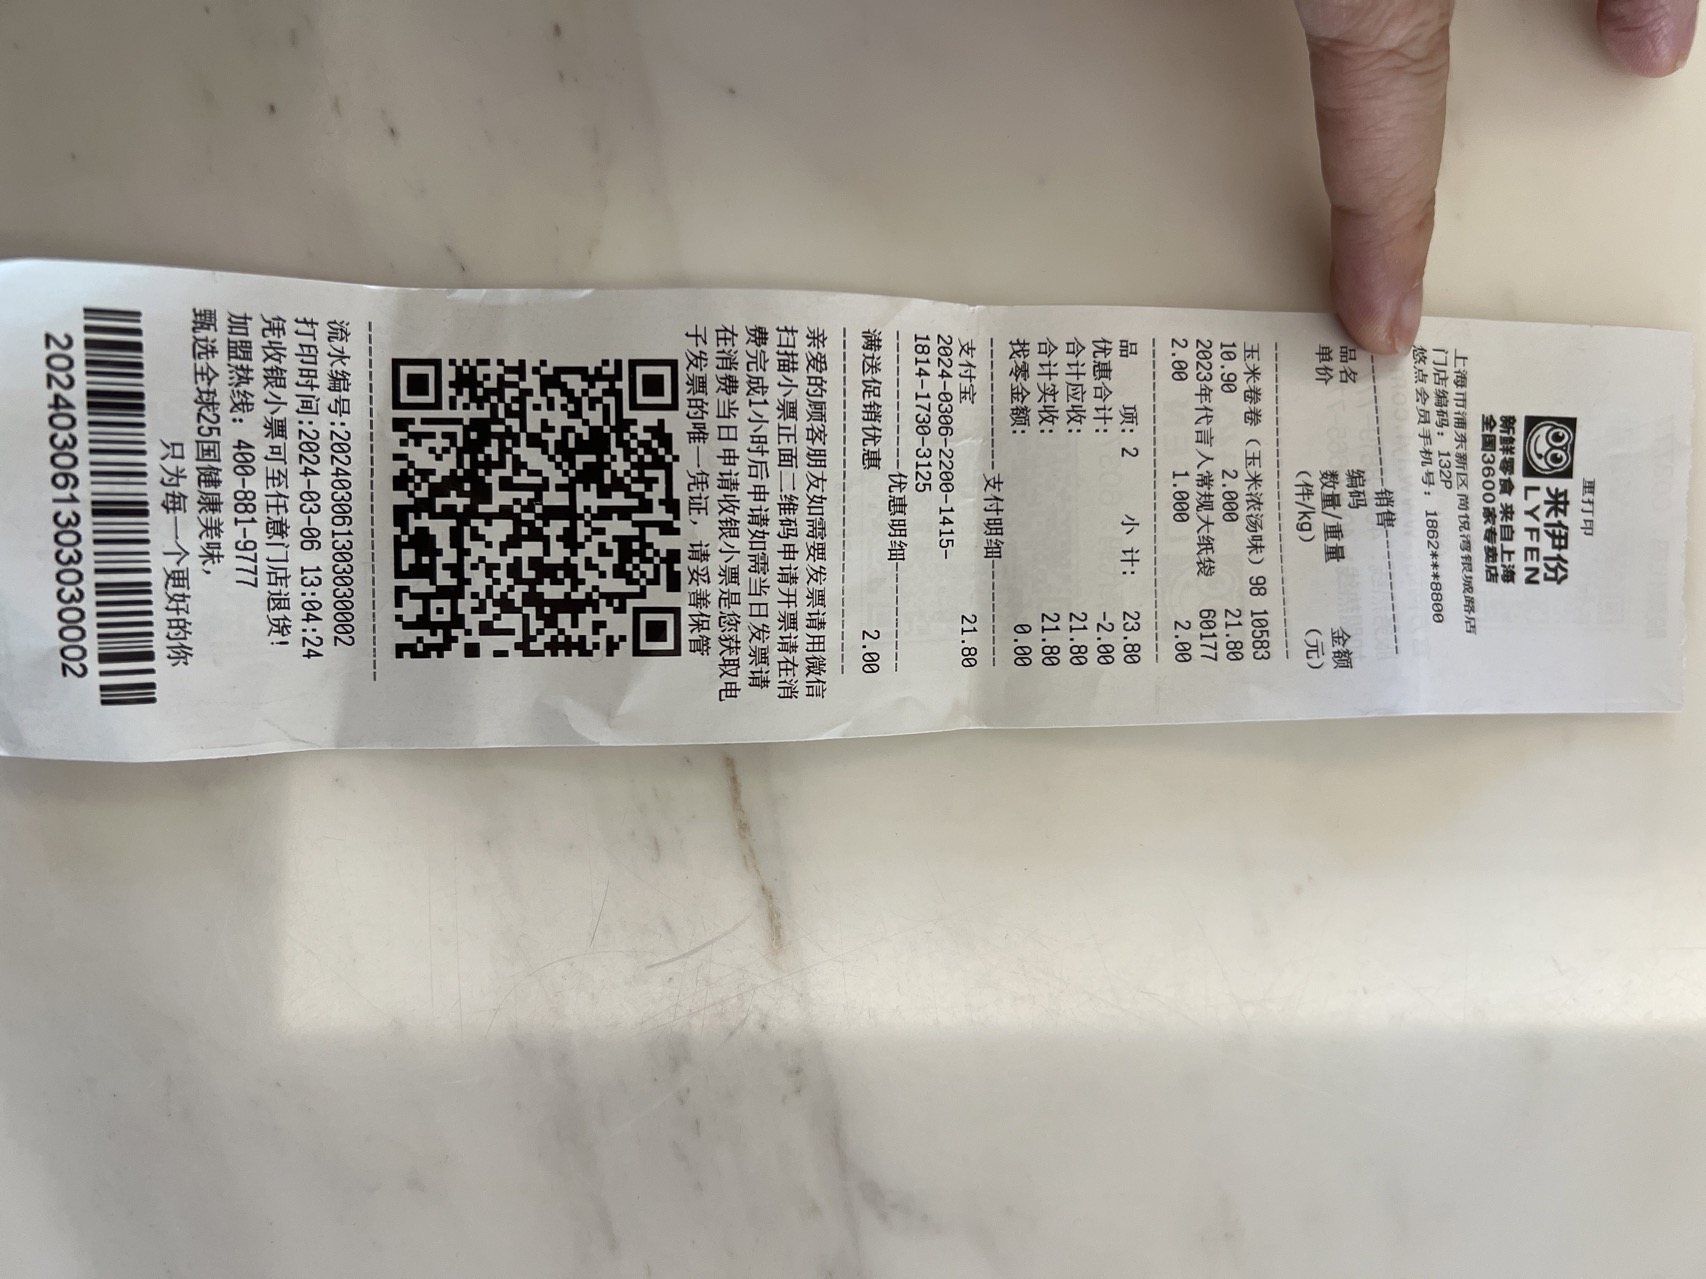 重打印
来伊份
LYFEN
新鲜零食 来自上海
全国3600家专卖店
上海市浦东新区尚悦湾银城路店
门店编码: 132P
悠点会员手机号: 1862***8800
----------销售----------
品名 编码 金额
单价 数量/重量 (元)
(件/kg)
玉米卷卷 (玉米浓汤味) 98 10583
10.90 2.000 21.80
2023年代言人常规大纸袋 60177
2.00 1.000 2.00
品 项: 2 小 计: 23.80
优惠合计: -2.00
合计应收: 21.80
合计实收: 21.80
找零金额: 0.00
----------支付明细----------
支付宝 21.80
2024-0306-2200-1415-
1814-1730-3125
----------优惠明细----------
满送促销优惠 2.00
亲爱的顾客朋友如需要发票请用微信
扫描小票正面二维码申请开票请在消
费完成1小时后申请如需当日发票请
在消费当日申请收银小票是您获取电
子发票的唯一凭证, 请妥善保管
流水编号:2024030613030300​02
打印时间:2024-03-06 13:04:24
凭收银小票可至任意门店退货!
加盟热线: 400-881-9777
甄选全球25国健康美味,
只为每一个更好的你
202403061303030002